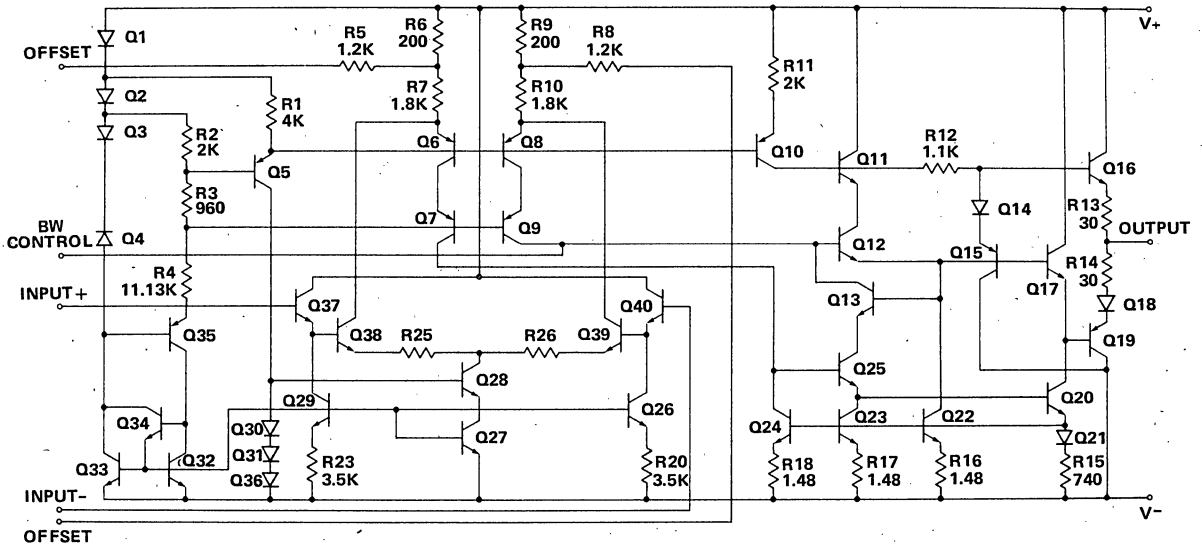 Q1
OFFSET
R5
1.2K
R6
200
R9
200
R8
1.2K
V+
Q2
R1
4K
R7
1.8K
R10
1.8K
R11
2K
Q3
R2
2K
Q5
Q6
Q8
Q10
Q11
R12
1.1K
Q16
R3
960
Q14
R13
30
BW
CONTROL
Q4
Q7
Q9
Q12
Q15
Q17
OUTPUT
R14
30
R4
11.13K
INPUT+
Q37
Q40
Q13
Q18
Q35
Q38
R25
R26
Q39
Q19
Q28
Q25
Q20
Q34
Q29
Q26
Q30
Q27
Q24
Q23
Q22
Q21
Q31
Q33
Q32
Q36
R23
3.5K
R20
3.5K
R18
1.48
R17
1.48
R16
1.48
R15
740
INPUT-
V-
OFFSET